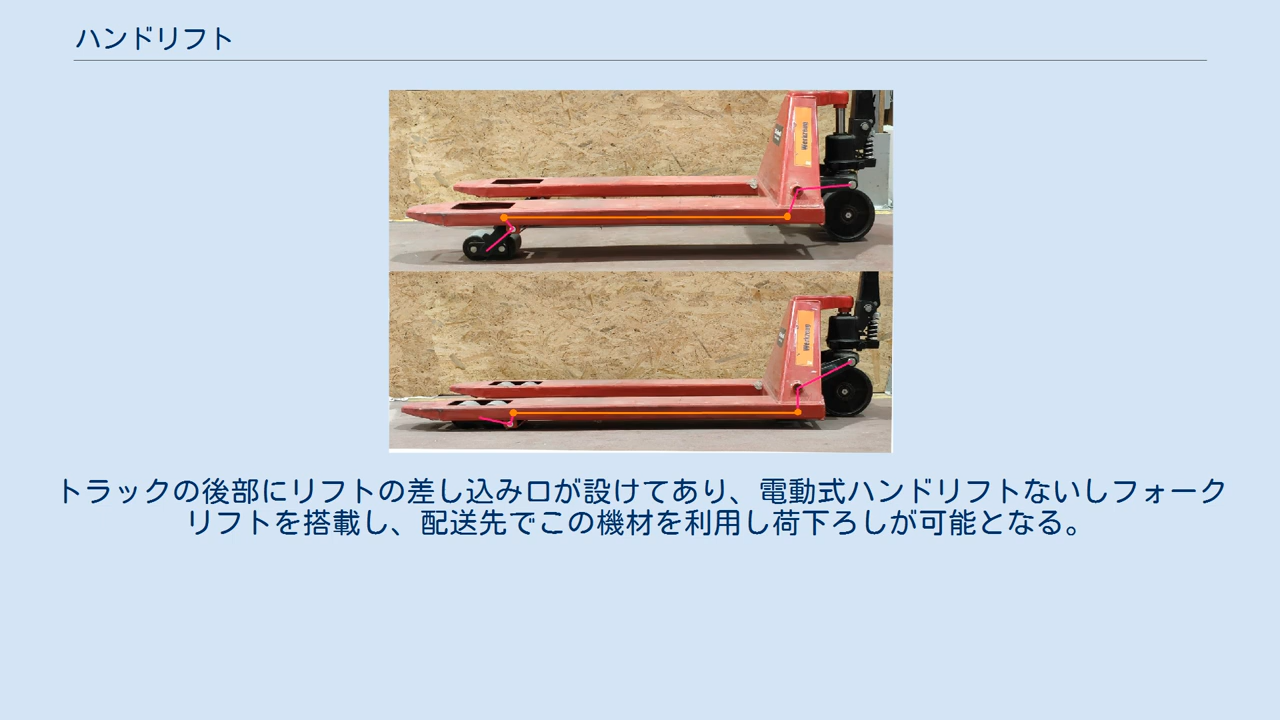 ハンドリフト
Werkzeug
Werkzeug
トラックの後部にリフトの差し込み口が設けてあり、電動式ハンドリフトないしフォーク
リフトを搭載し、配送先でこの機材を利用し荷下ろしが可能となる。